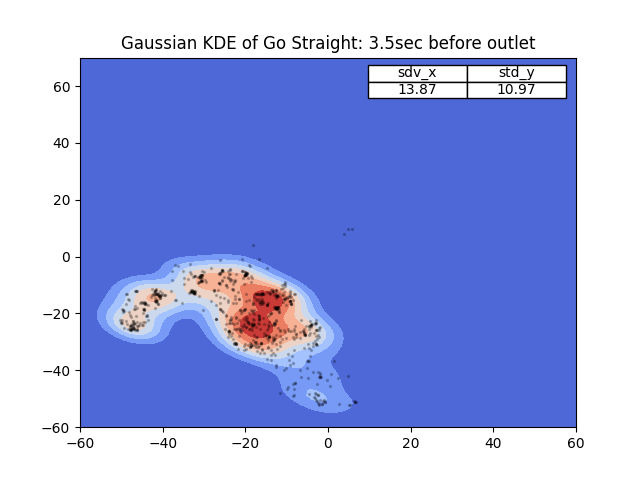 Gaussian KDE of Go Straight: 3.5sec before outlet
sdv_x std_y
13.87 10.97
60
40
20
0
−20
−40
−60
−60 −40 −20 0 20 40 60